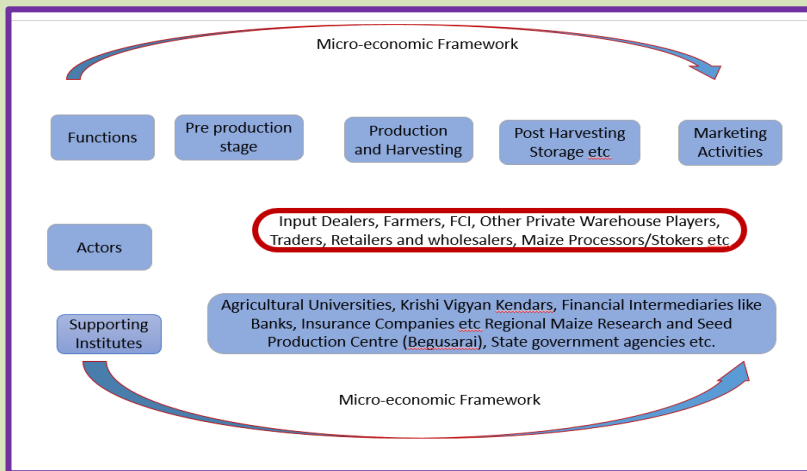 Micro-economic Framework
Functions
Pre production
stage
Production
and Harvesting
Post Harvesting
Storage etc
Marketing
Activities
Actors
Input Dealers, Farmers, FCI, Other Private Warehouse Players,
Traders, Retailers and wholesalers, Maize Processors/Stokers etc
Supporting
Institutes
Agricultural Universities, Krishi Vigyan Kendars, Financial Intermediaries like
Banks, Insurance Companies etc Regional Maize Research and Seed
Production Centre (Begusarai), State government agencies etc.
Micro-economic Framework